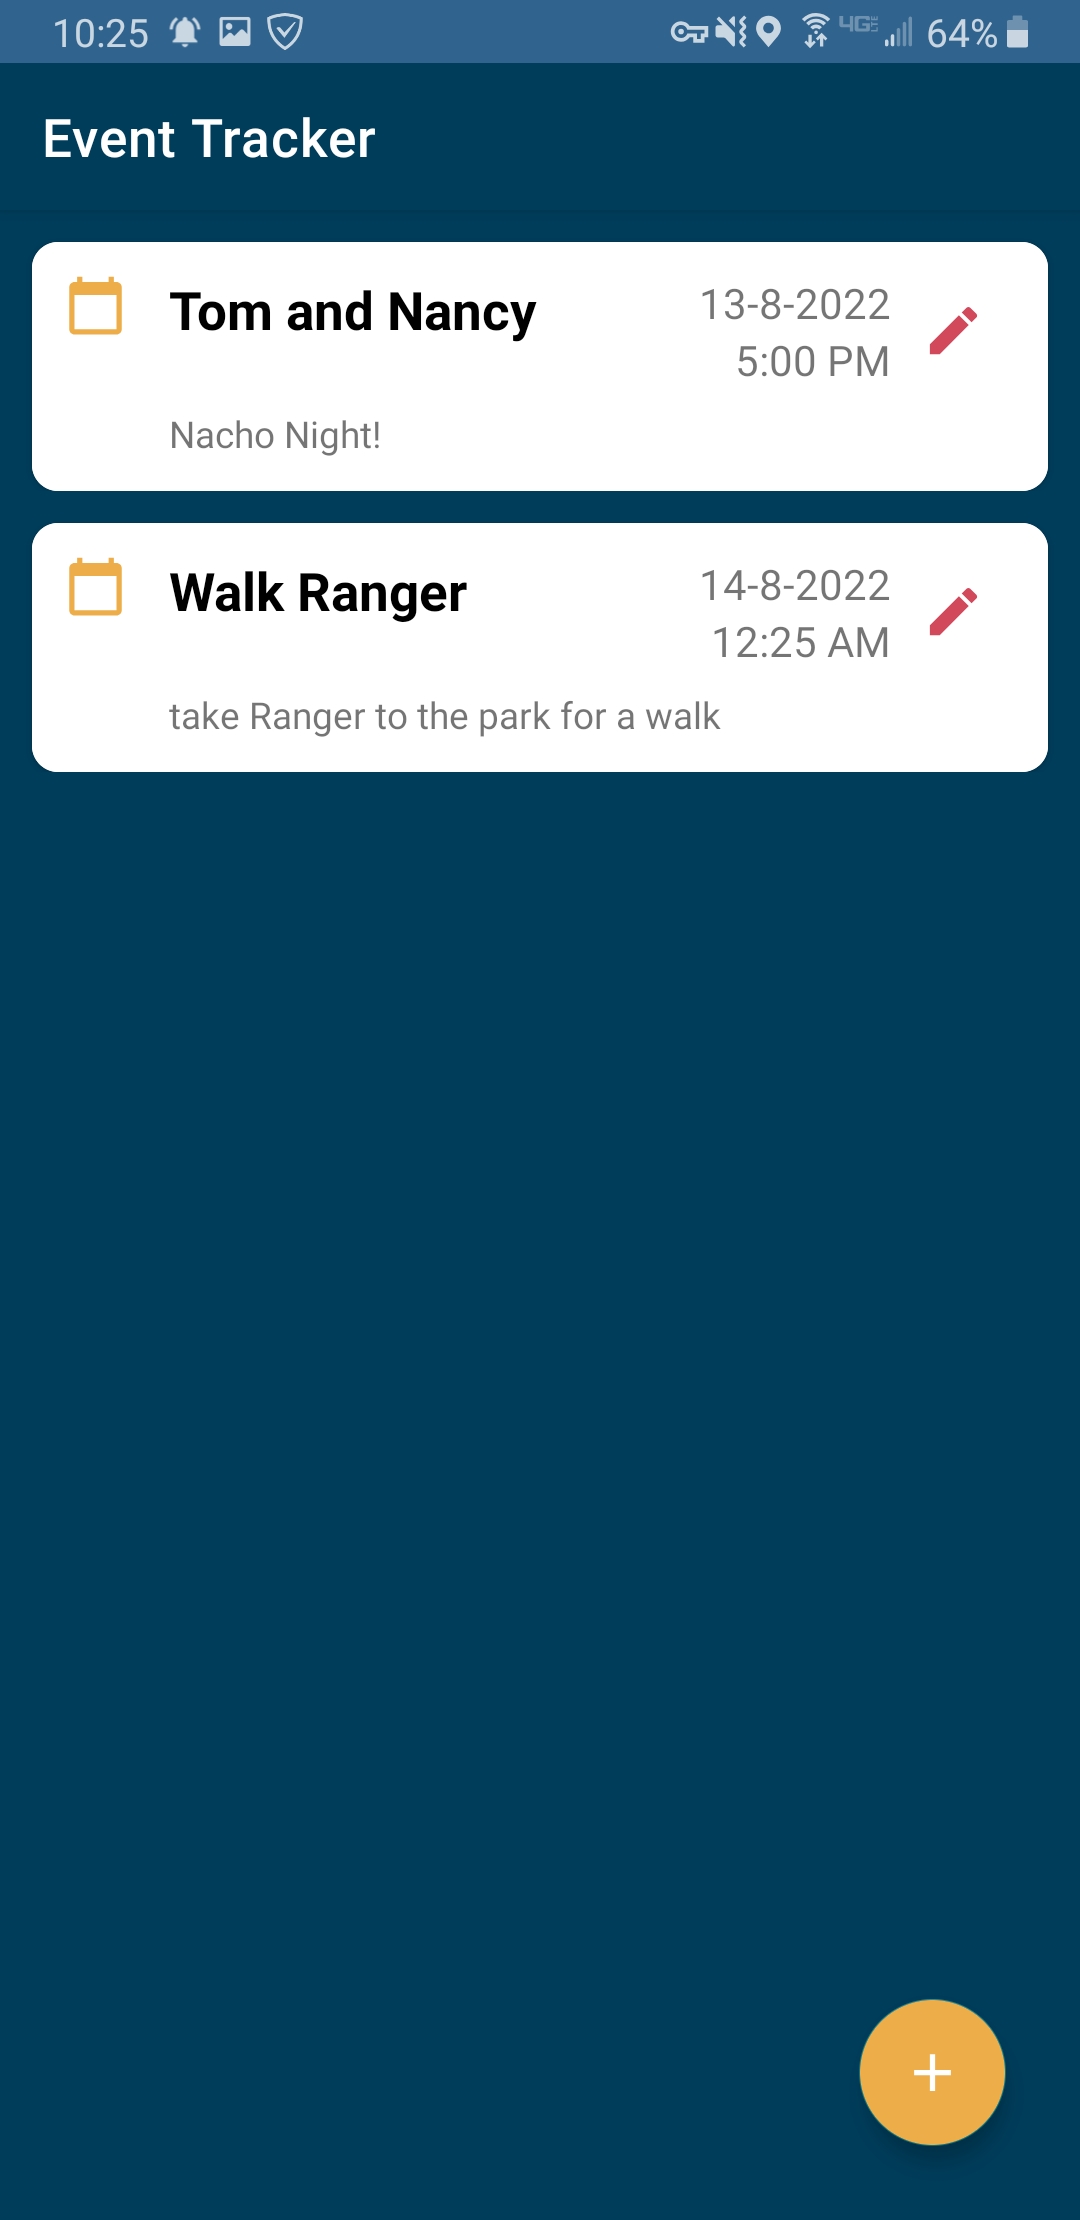 10:25 4G LTE 64%
Event Tracker
Tom and Nancy 13-8-2022
5:00 PM
Nacho Night!
Walk Ranger 14-8-2022
12:25 AM
take Ranger to the park for a walk
+